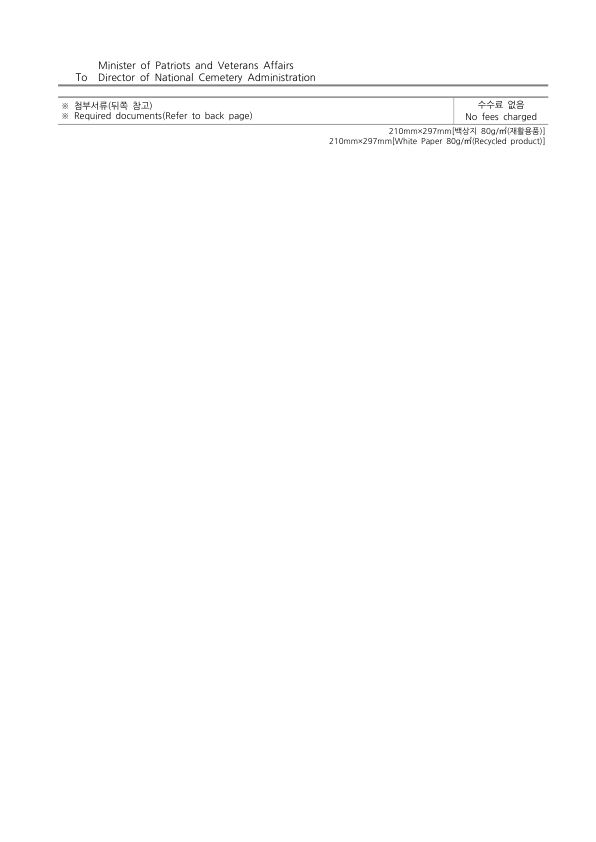 Minister of Patriots and Veterans Affairs
To Director of National Cemetery Administration
※ 첨부서류(뒤쪽 참고)
※ Required documents(Refer to back page)
수수료 없음
No fees charged
210mm×297mm[백상지 80g/㎡(재활용품)]
210mm×297mm[White Paper 80g/㎡(Recycled product)]